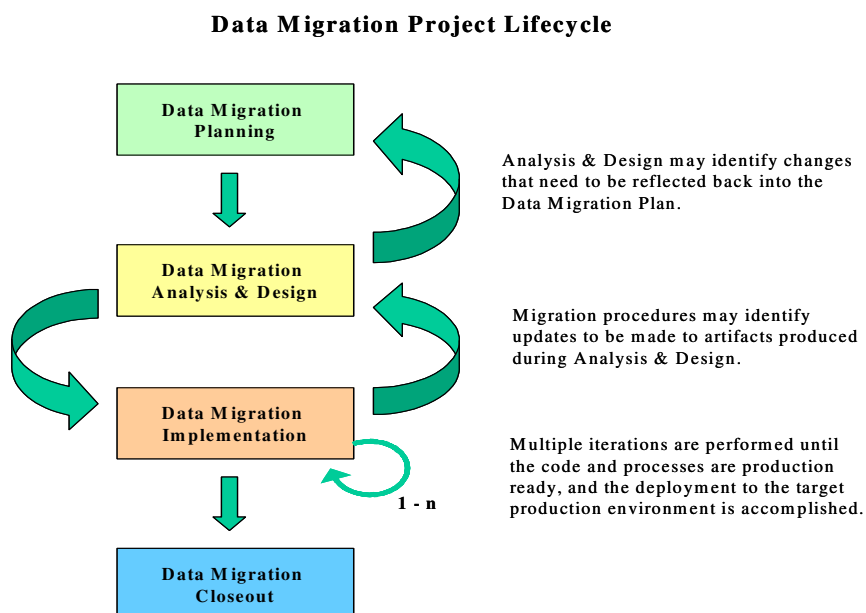 Data Migration Project Lifecycle
Data Migration
Planning
Analysis & Design may identify changes
that need to be reflected back into the
Data Migration Plan.
Data Migration
Analysis & Design
Migration procedures may identify
updates to be made to artifacts produced
during Analysis & Design.
Data Migration
Implementation
Multiple iterations are performed until
the code and processes are production
ready, and the deployment to the target
production environment is accomplished.
1 - n
Data Migration
Closeout